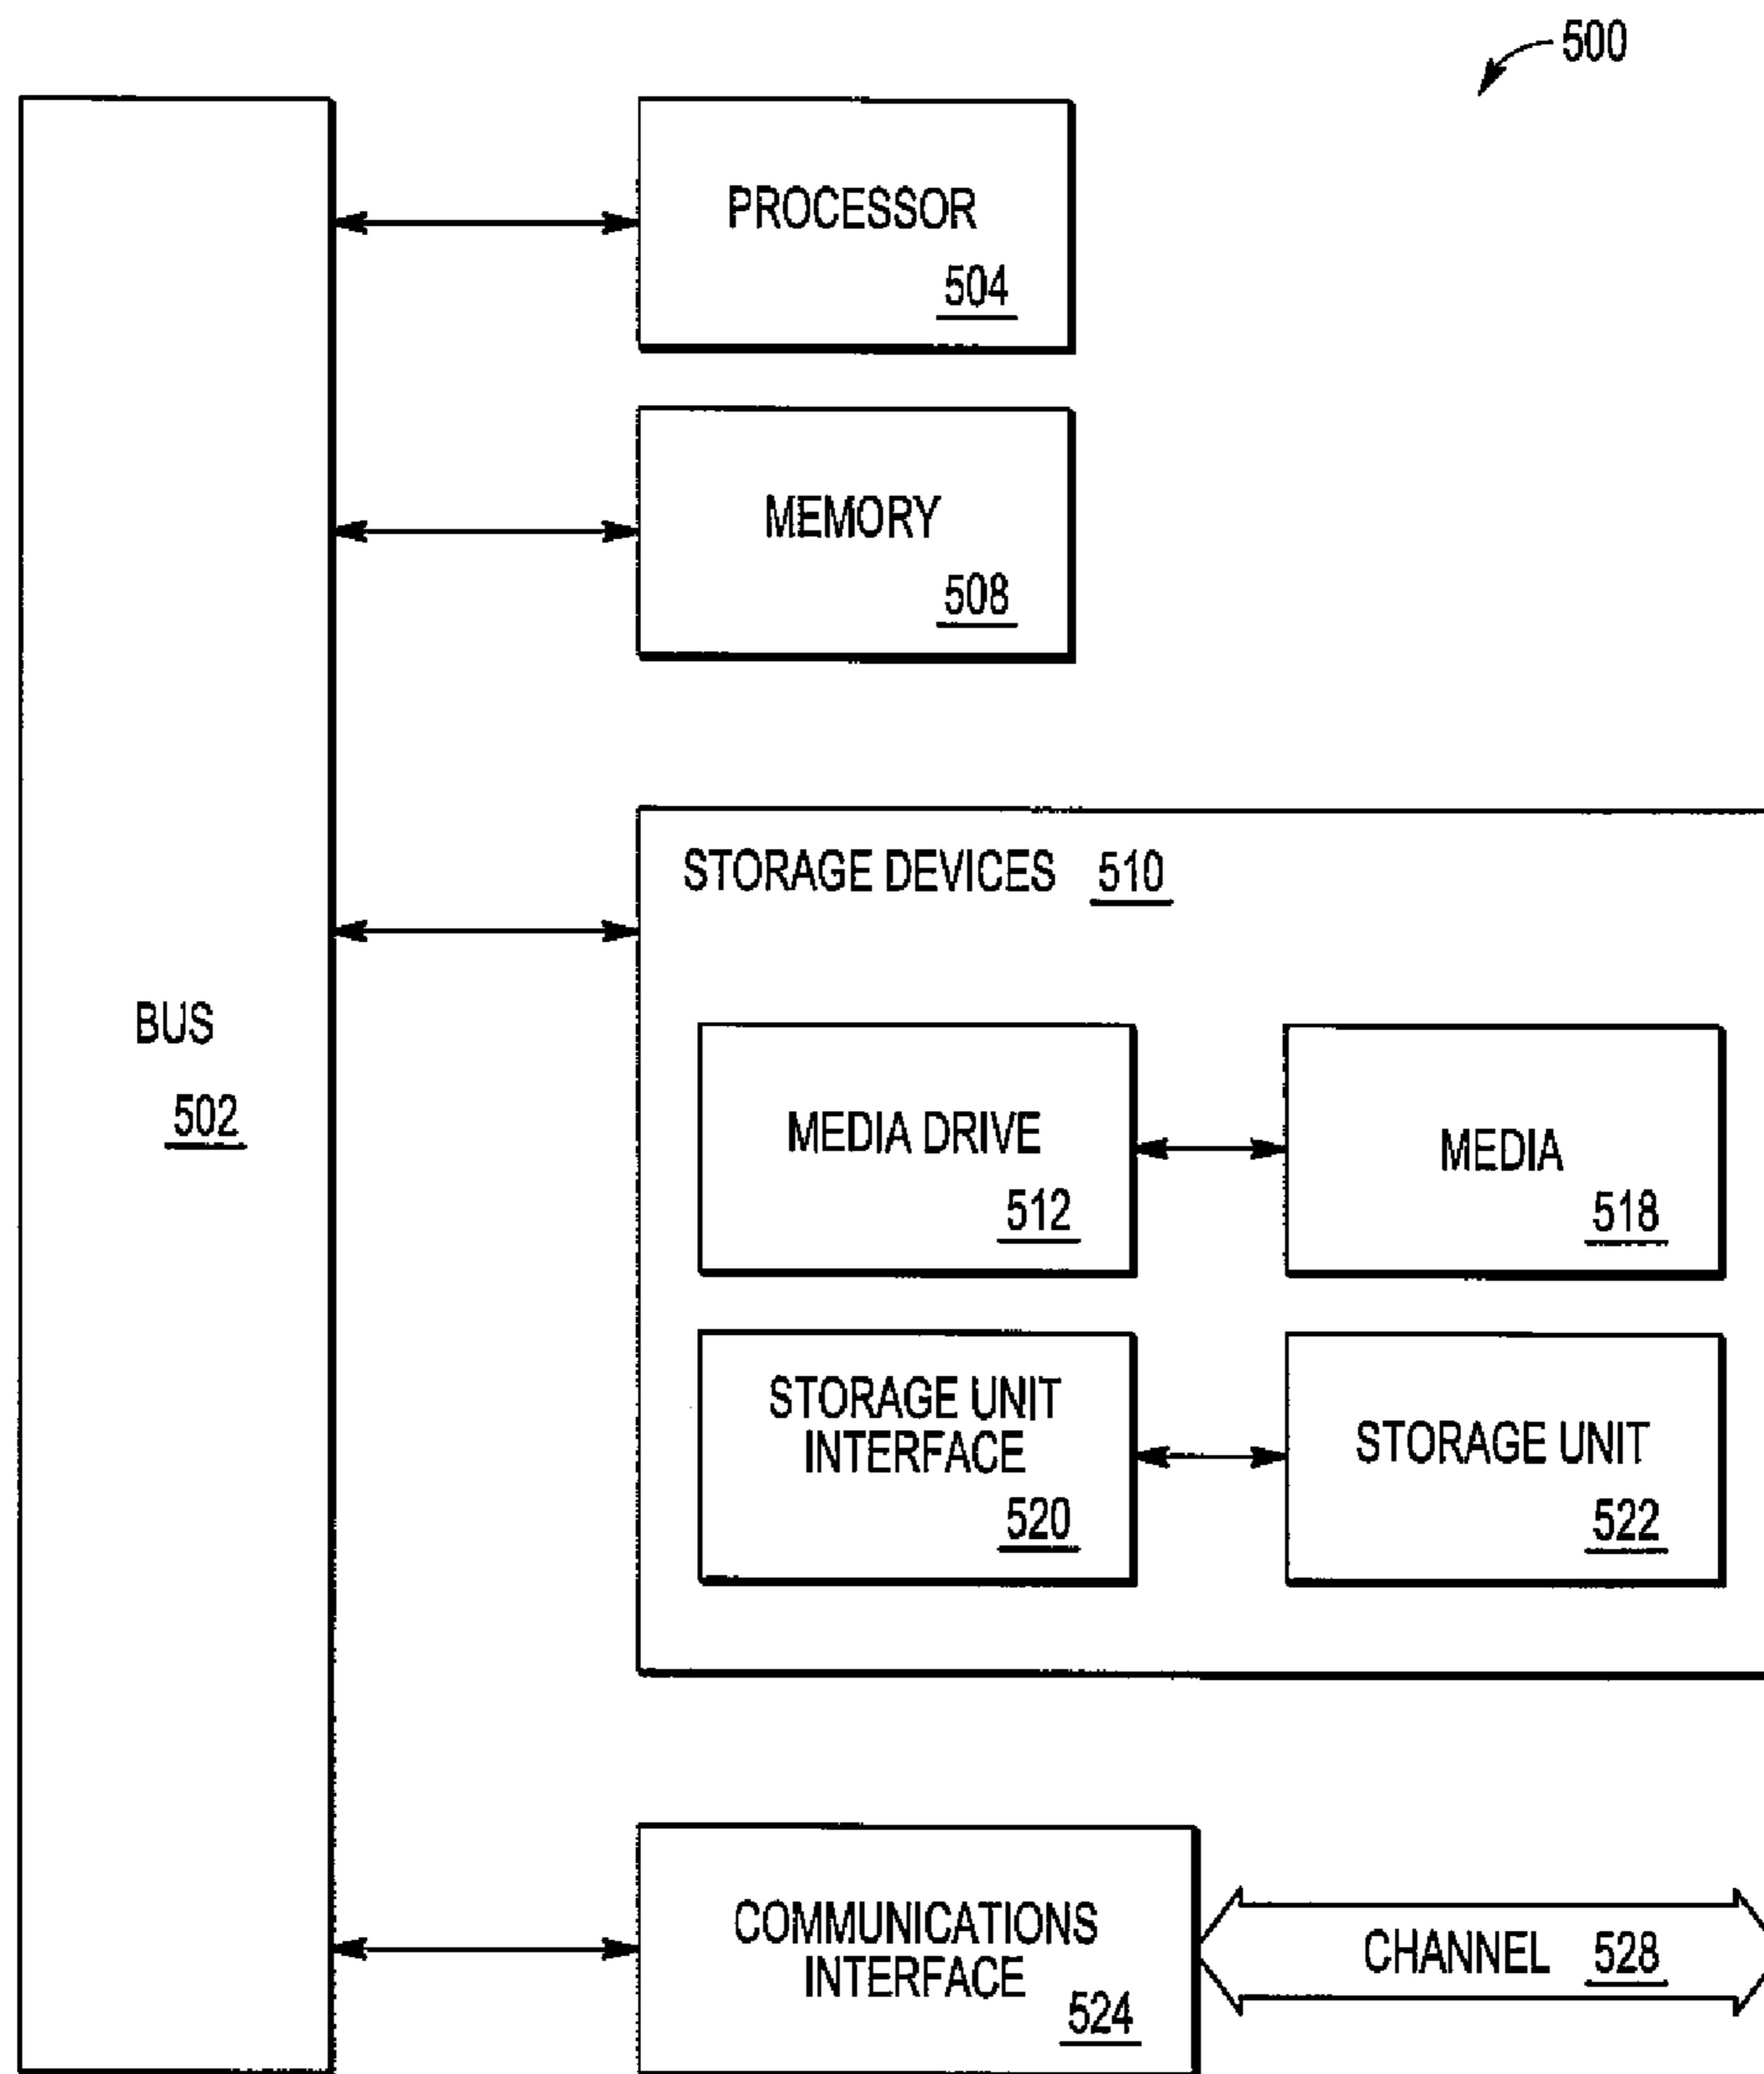 500
PROCESSOR
504
MEMORY
508
STORAGE DEVICES 510
BUS
502
MEDIA DRIVE
512
MEDIA
518
STORAGE UNIT
INTERFACE
520
STORAGE UNIT
522
COMMUNICATIONS
INTERFACE
524
CHANNEL 528